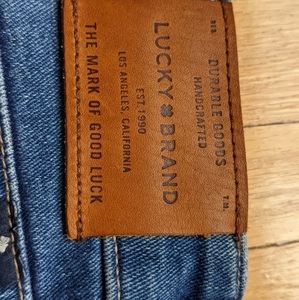 DURABLE GOODS
HANDCRAFTED
LUCKY BRAND
EST. 1990
LOS ANGELES, CALIFORNIA
THE MARK OF GOOD LUCK
T.M.